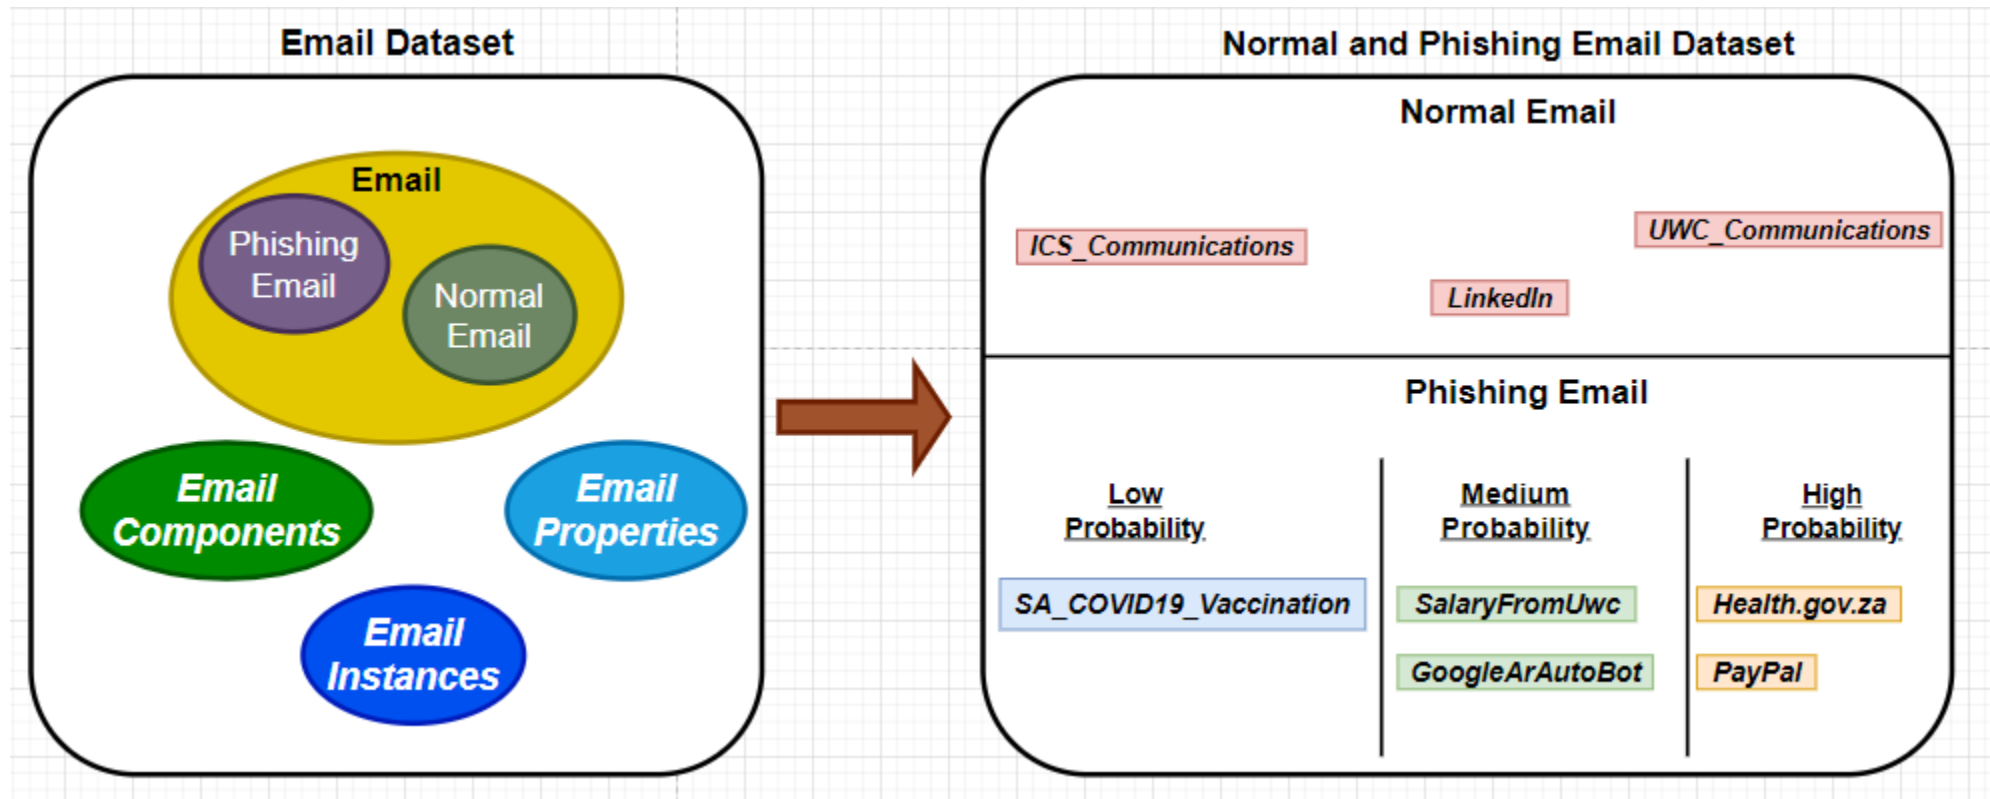 Email Dataset
Email
Phishing
Email
Normal
Email
Email
Components
Email
Properties
Email
Instances
Normal and Phishing Email Dataset
Normal Email
ICS_Communications
UWC_Communications
LinkedIn
Phishing Email
Low
Probability
Medium
Probability
High
Probability
SA_COVID19_Vaccination
SalaryFromUwc
Health.gov.za
GoogleArAutoBot
PayPal